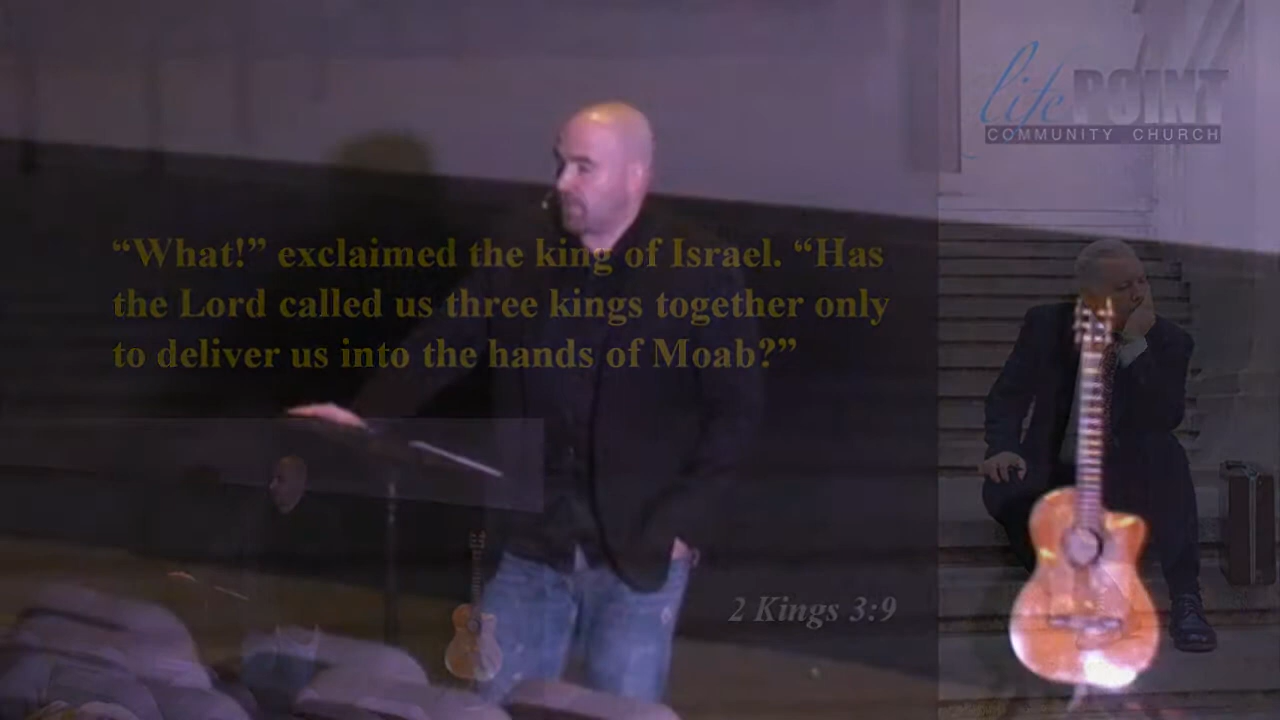 life POINT
COMMUNITY CHURCH
“What!” exclaimed the king of Israel. “Has
the Lord called us three kings together only
to deliver us into the hands of Moab?”
2 Kings 3:9